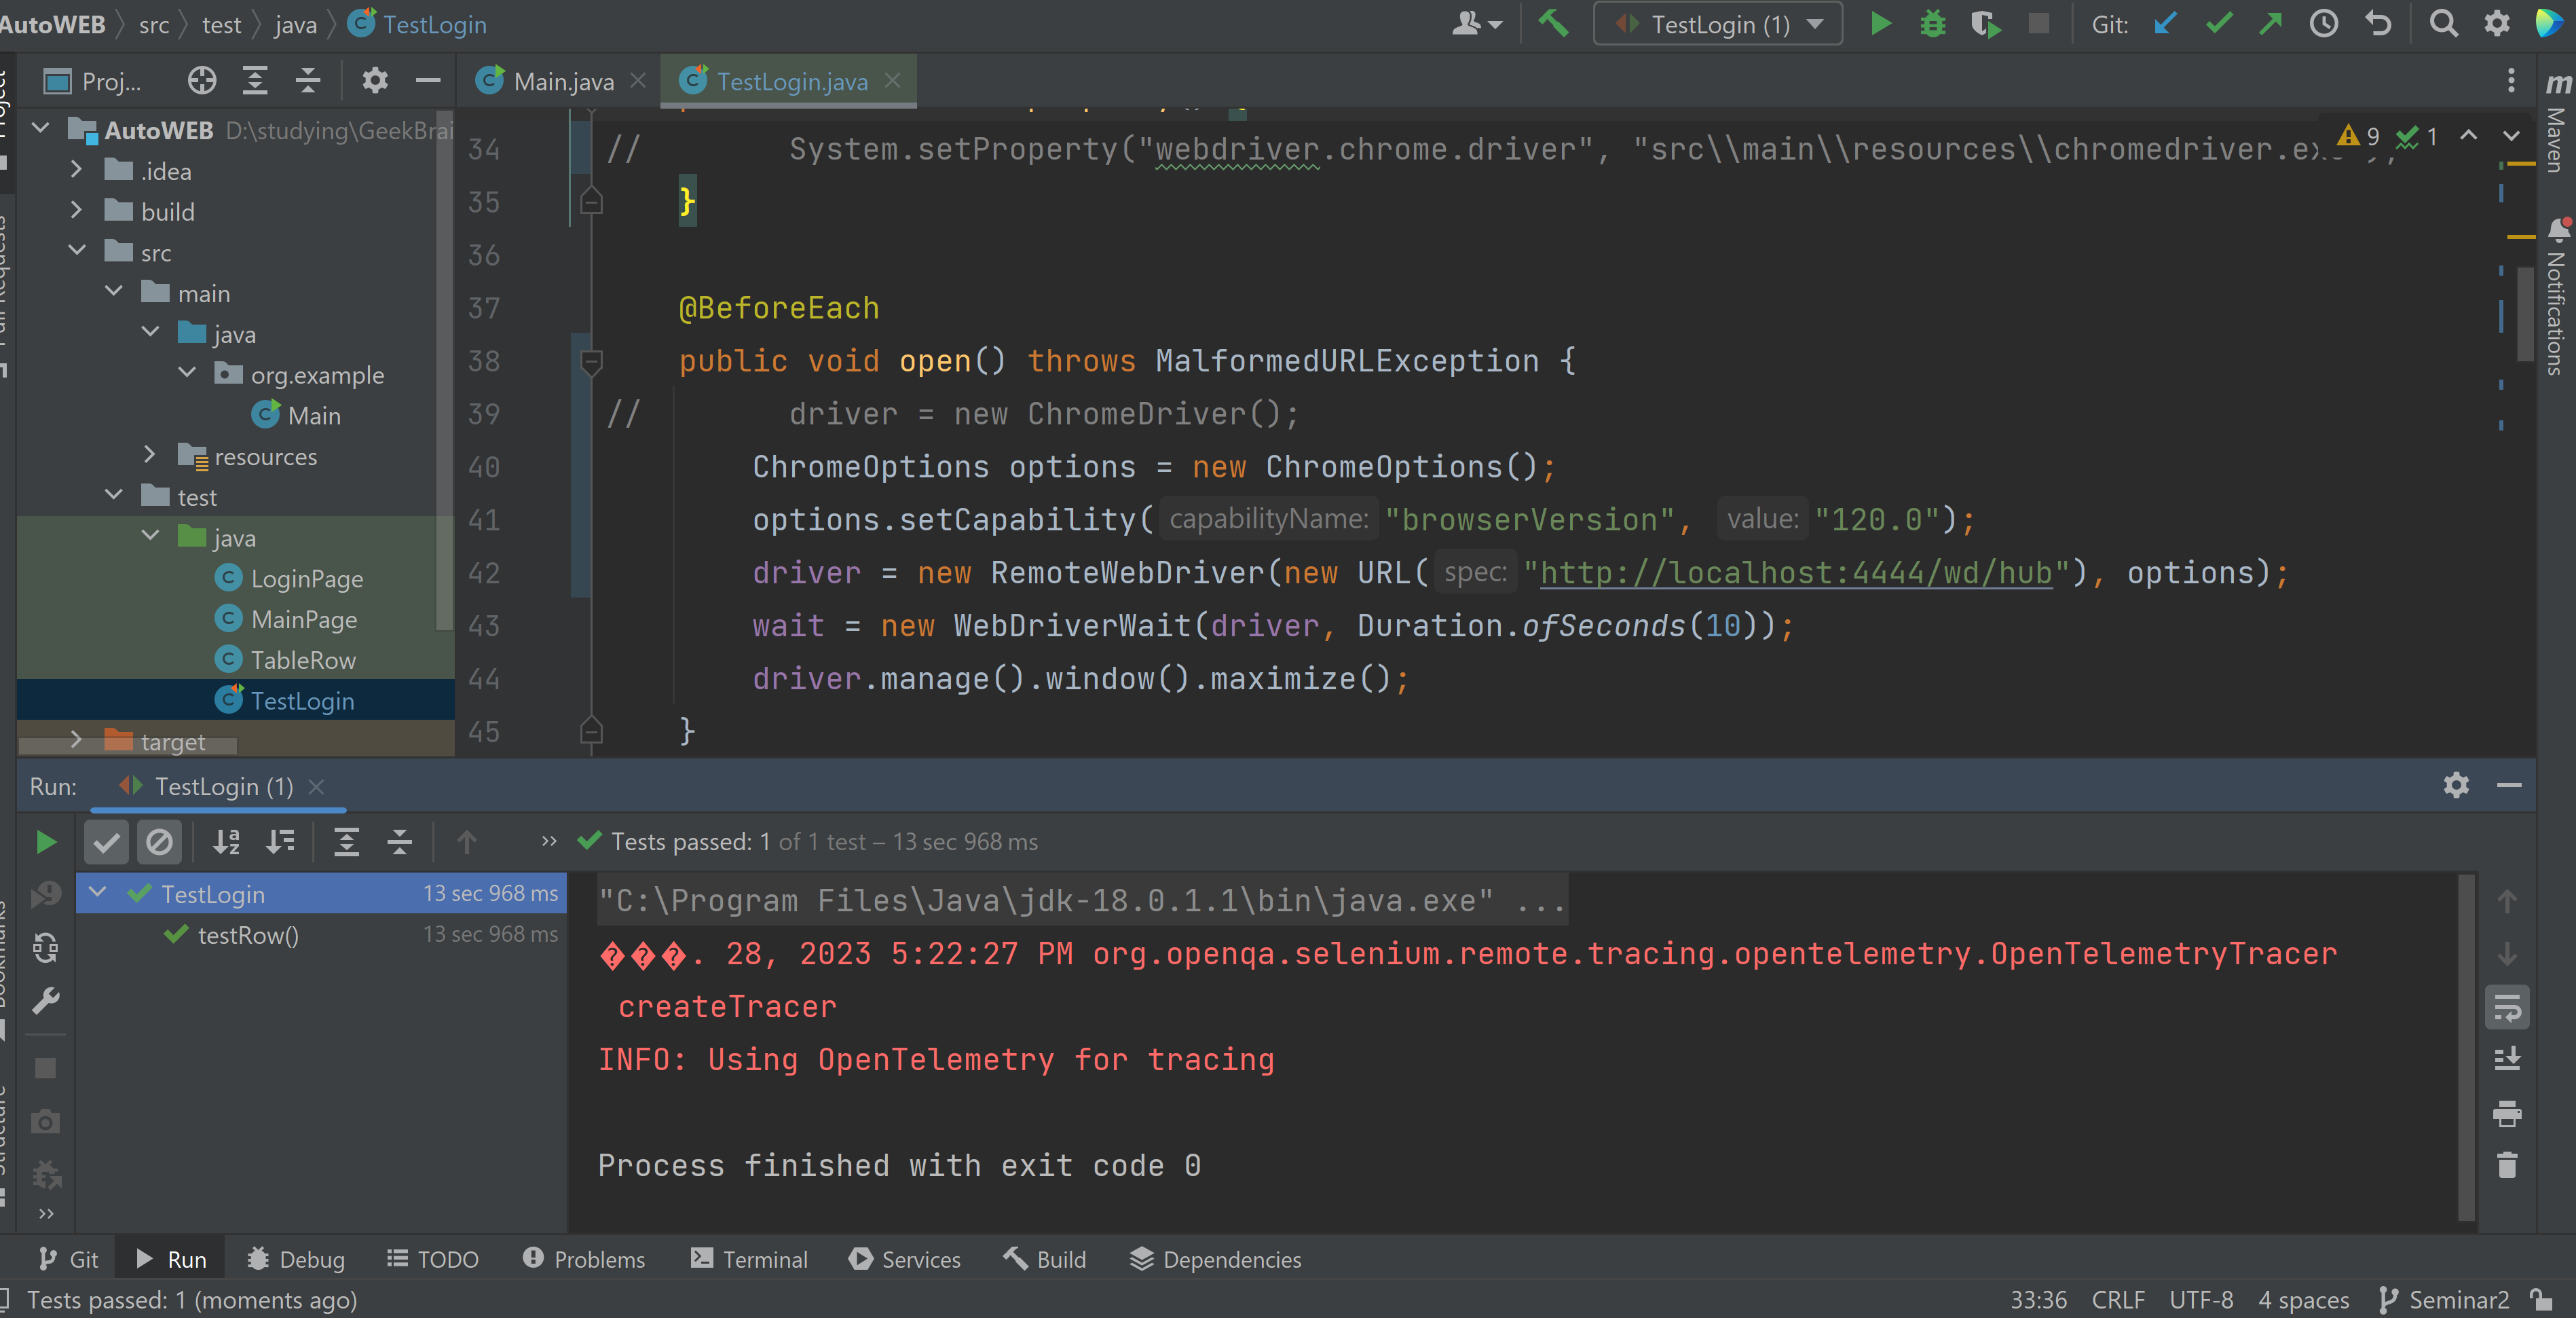 AutoWEB src test java TestLogin
TestLogin (1) Git:
Proj...
Main.java TestLogin.java
AutoWEB D:\studying\GeekBrai
.idea
build
src
main
java
org.example
Main
resources
test
java
LoginPage
MainPage
TableRow
TestLogin
target
9 1
34 // System.setProperty("webdriver.chrome.driver", "src\\main\\resources\\chromedriver.ex
35 }
36
37 @BeforeEach
38 public void open() throws MalformedURLException {
39 // driver = new ChromeDriver();
40 ChromeOptions options = new ChromeOptions();
41 options.setCapability( capabilityName: "browserVersion", value: "120.0");
42 driver = new RemoteWebDriver(new URL( spec: "http://localhost:4444/wd/hub"), options);
43 wait = new WebDriverWait(driver, Duration.ofSeconds(10));
44 driver.manage().window().maximize();
45 }
Maven
Notifications
Run: TestLogin (1)
Tests passed: 1 of 1 test – 13 sec 968 ms
TestLogin 13 sec 968 ms
testRow() 13 sec 968 ms
"C:\Program Files\Java\jdk-18.0.1.1\bin\java.exe" ...
���. 28, 2023 5:22:27 PM org.openqa.selenium.remote.tracing.opentelemetry.OpenTelemetryTracer
createTracer
INFO: Using OpenTelemetry for tracing
Process finished with exit code 0
Git Run Debug TODO Problems Terminal Services Build Dependencies
Tests passed: 1 (moments ago)
33:36 CRLF UTF-8 4 spaces Seminar2